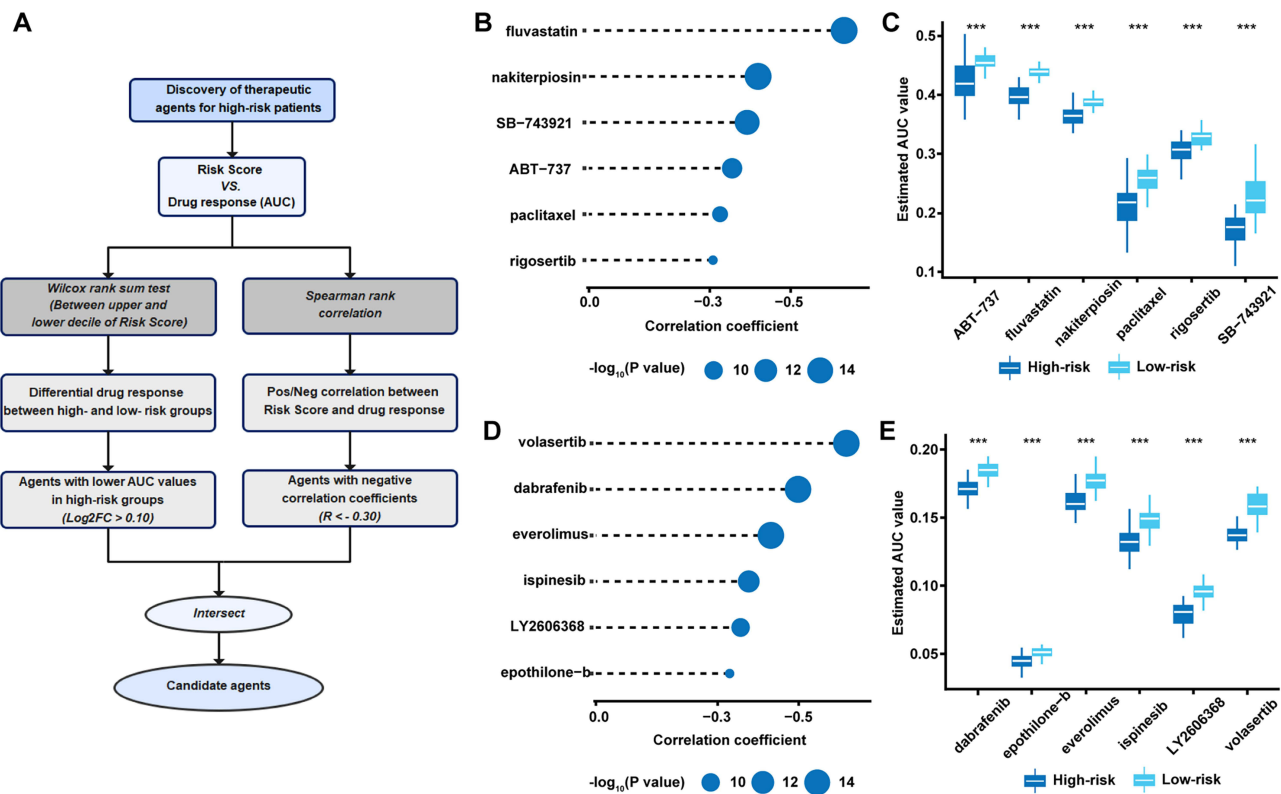 A
Discovery of therapeutic
agents for high-risk patients
Risk Score
VS.
Drug response (AUC)
Wilcox rank sum test
(Between upper and
lower decile of Risk Score)
Spearman rank
correlation
Differential drug response
between high- and low- risk groups
Pos/Neg correlation between
Risk Score and drug response
Agents with lower AUC values
in high-risk groups
(Log2FC > 0.10)
Agents with negative
correlation coefficients
(R < - 0.30)
Intersect
Candidate agents
B
fluvastatin
nakiterpiosin
SB−743921
ABT−737
paclitaxel
rigosertib
0.0 −0.3 −0.5
Correlation coefficient
-log10(P value) 10 12 14
C
*** *** *** *** *** ***
Estimated AUC value
0.5
0.4
0.3
0.2
0.1
ABT−737 fluvastatin nakiterpiosin paclitaxel rigosertib SB−743921
High-risk Low-risk
D
volasertib
dabrafenib
everolimus
ispinesib
LY2606368
epothilone−b
0.0 −0.3 −0.5
Correlation coefficient
-log10(P value) 10 12 14
E
*** *** *** *** *** ***
Estimated AUC value
0.20
0.15
0.10
0.05
dabrafenib epothilone−b everolimus ispinesib LY2606368 volasertib
High-risk Low-risk